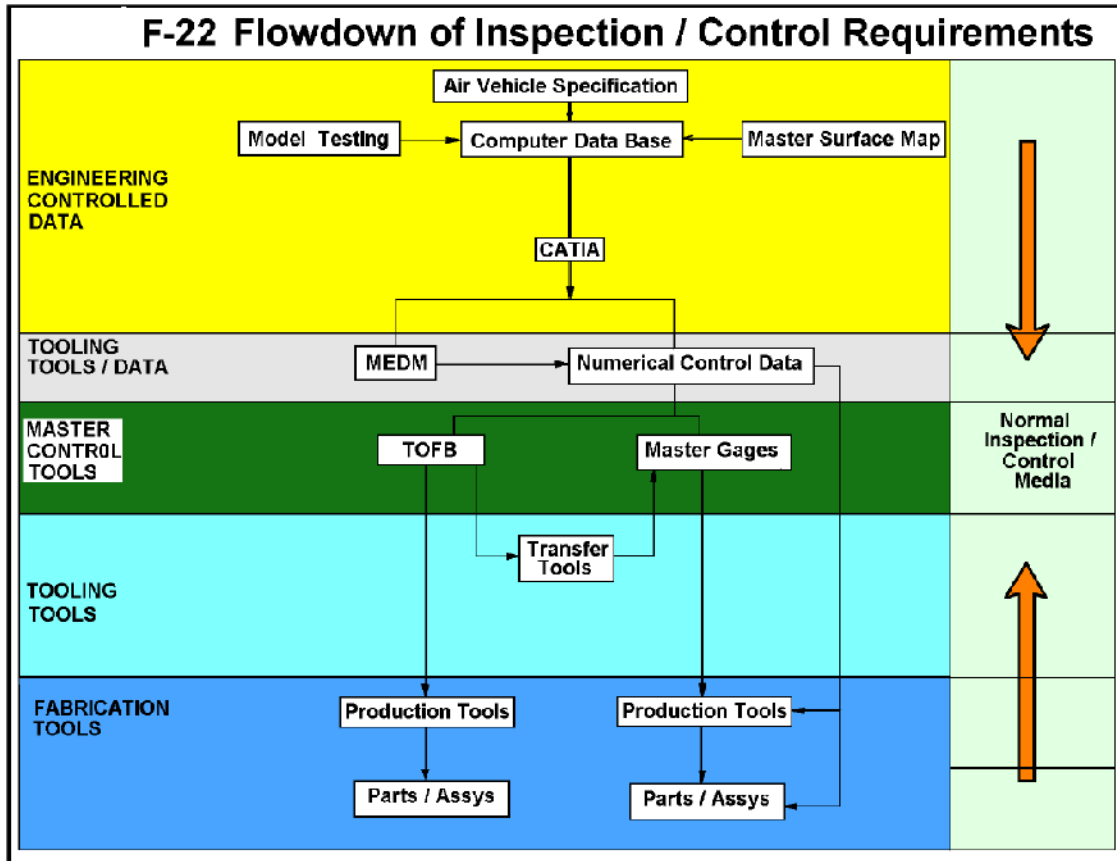 F-22 Flowdown of Inspection / Control Requirements
Air Vehicle Specification
Model Testing
Computer Data Base
Master Surface Map
ENGINEERING
CONTROLLED
DATA
CATIA
TOOLING
TOOLS / DATA
MEDM
Numerical Control Data
MASTER
CONTROL
TOOLS
TOFB
Master Gages
Normal
Inspection /
Control
Media
Transfer
Tools
TOOLING
TOOLS
FABRICATION
TOOLS
Production Tools
Production Tools
Parts / Assys
Parts / Assys